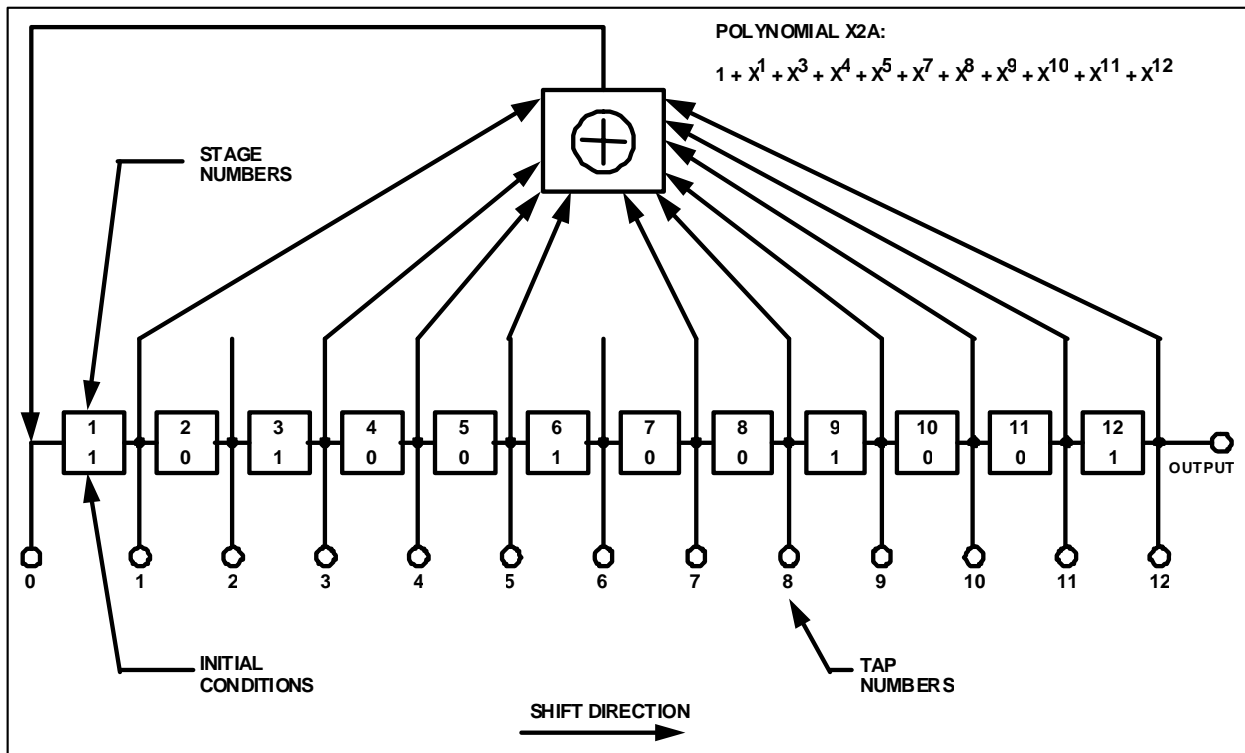 POLYNOMIAL X2A:
1 + X¹ + X³ + X⁴ + X⁵ + X⁷ + X⁸ + X⁹ + X¹⁰ + X¹¹ + X¹²
STAGE
NUMBERS
1 2 3 4 5 6 7 8 9 10 11 12
1 0 1 0 0 1 0 0 1 0 0 1
OUTPUT
0 1 2 3 4 5 6 7 8 9 10 11 12
INITIAL
CONDITIONS
TAP
NUMBERS
SHIFT DIRECTION